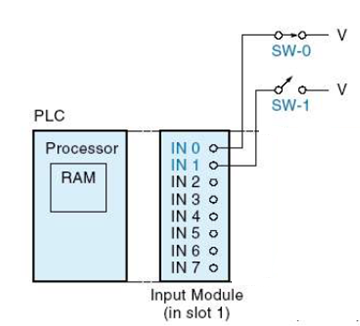 V
SW-0
V
SW-1
PLC
Processor
RAM
IN 0
IN 1
IN 2
IN 3
IN 4
IN 5
IN 6
IN 7
Input Module
(in slot 1)